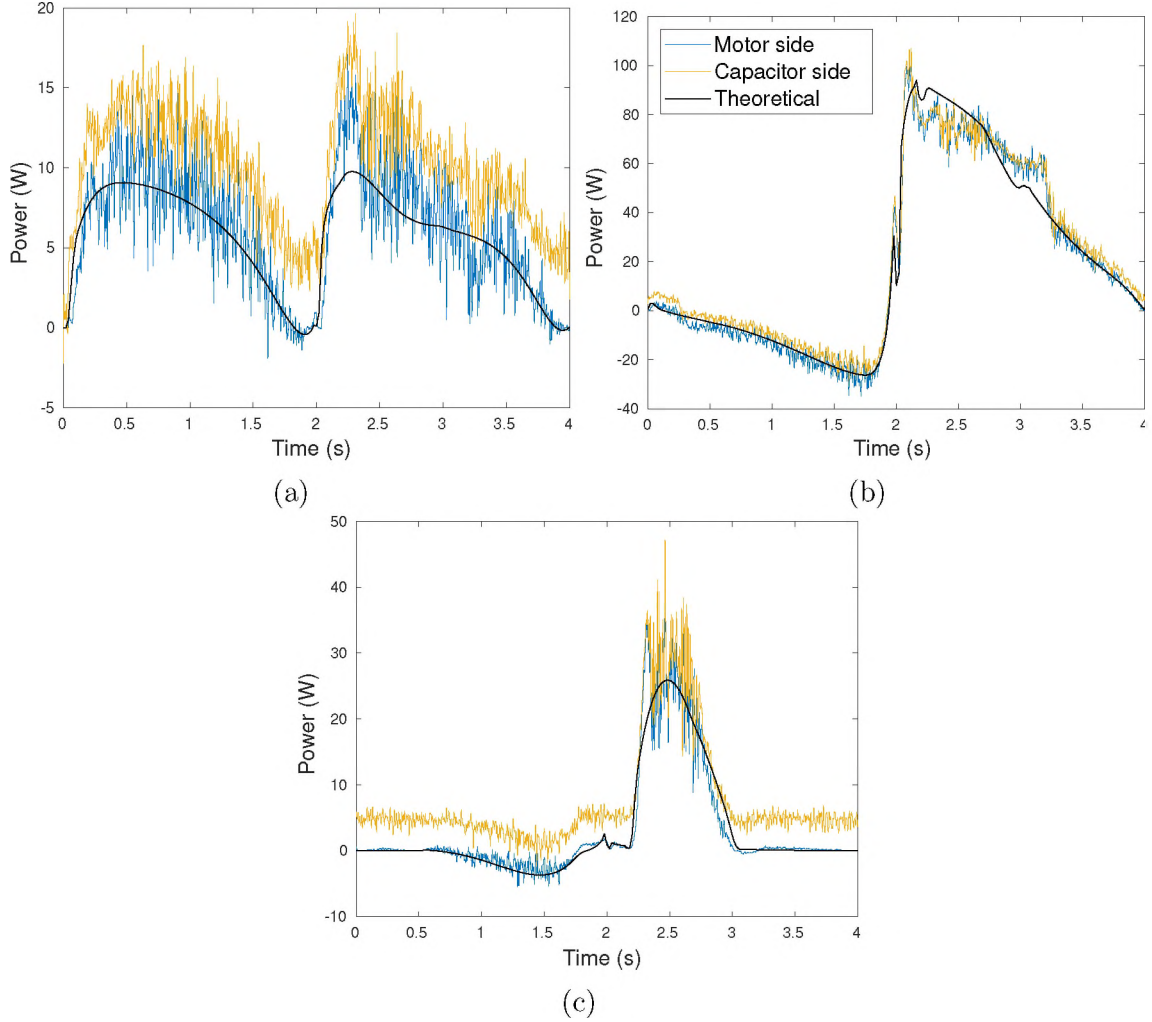 20
15
10
5
0
-5
Power (W)
0 0.5 1 1.5 2 2.5 3 3.5 4
Time (s)
(a)
120
100
80
60
40
20
0
-20
-40
Power (W)
Motor side
Capacitor side
Theoretical
0 0.5 1 1.5 2 2.5 3 3.5 4
Time (s)
(b)
50
40
30
20
10
0
-10
Power (W)
0 0.5 1 1.5 2 2.5 3 3.5 4
Time (s)
(c)